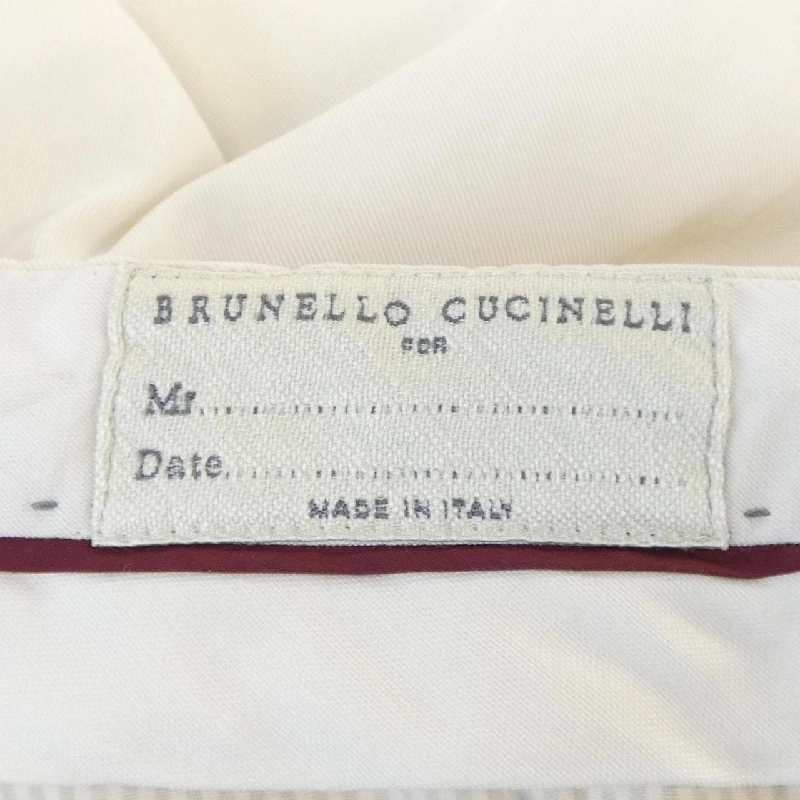 BRUNELLO CUCINELLI
FOR
Mr.............................................
Date..........................................
MADE IN ITALY